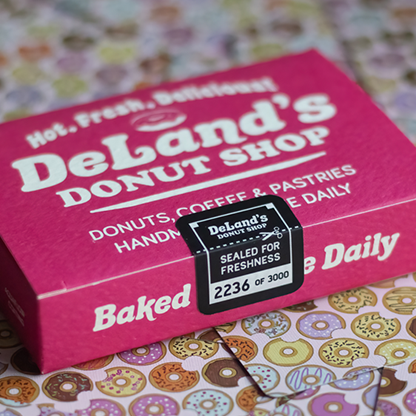 Hot, Fresh, Delicious!
DeLand's
DONUT SHOP
DONUTS, COFFEE & PASTRIES
HANDM E DAILY
DeLand's
DONUT SHOP
SEALED FOR
FRESHNESS
2236 OF 3000
Baked e Daily